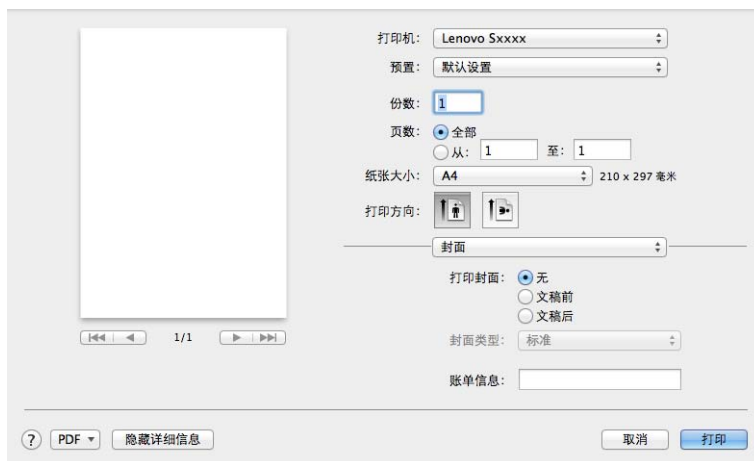 打印机: Lenovo Sxxxx
预置: 默认设置
份数: 1
页数: 全部
从: 1 至: 1
纸张大小: A4 210 x 297 毫米
打印方向:
封面
打印封面: 无
文稿前
文稿后
封面类型: 标准
账单信息:
1/1
? PDF 隐藏详细信息 取消 打印